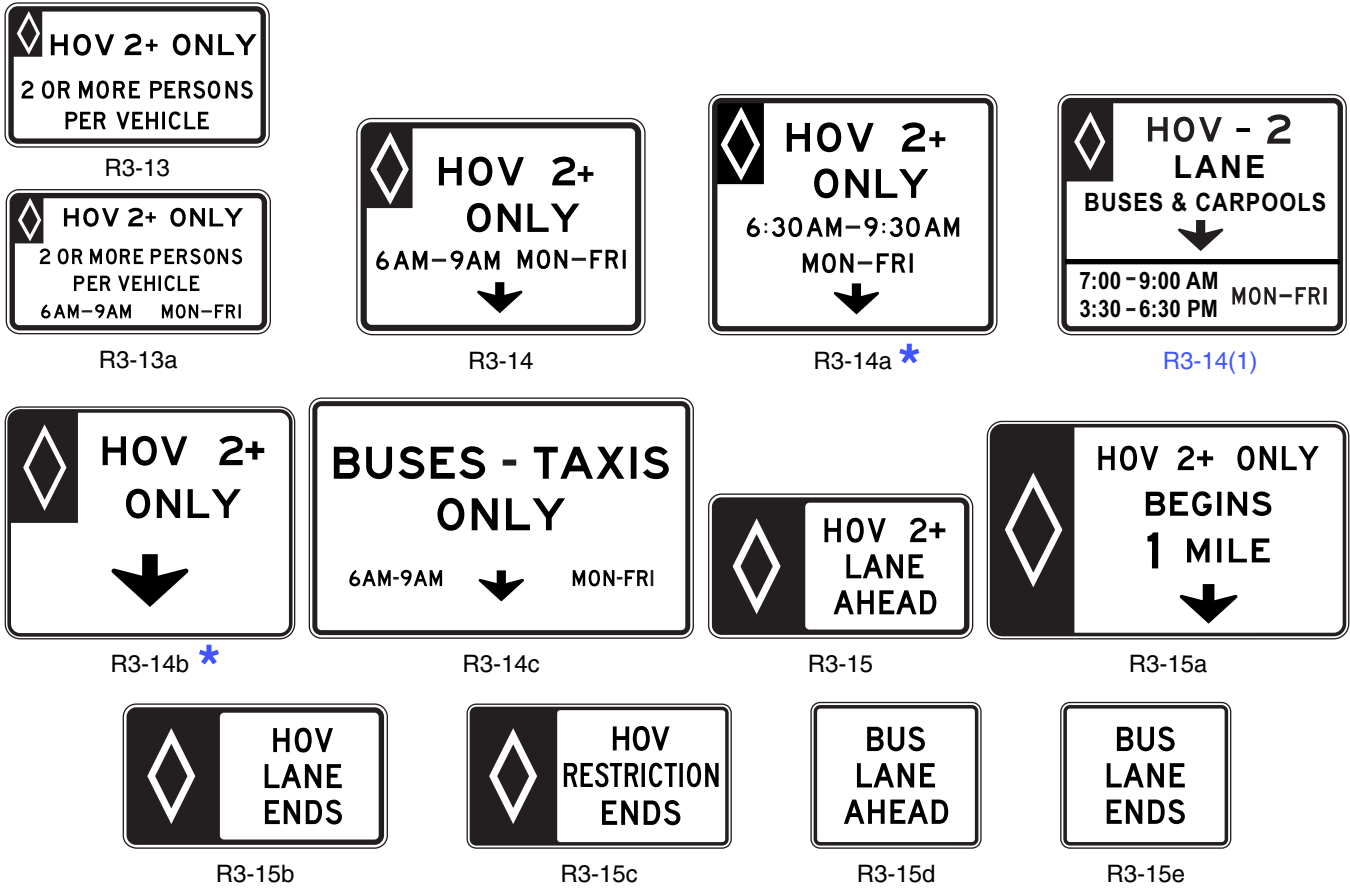 HOV 2+ ONLY
2 OR MORE PERSONS
PER VEHICLE
R3-13
HOV 2+ ONLY
2 OR MORE PERSONS
PER VEHICLE
6AM–9AM MON–FRI
R3-13a
HOV 2+
ONLY
6AM–9AM MON–FRI
R3-14
HOV 2+
ONLY
6:30AM–9:30AM
MON–FRI
R3-14a *
HOV - 2
LANE
BUSES & CARPOOLS
7:00 - 9:00 AM
3:30 - 6:30 PM
MON–FRI
R3-14(1)
HOV 2+
ONLY
R3-14b *
BUSES - TAXIS
ONLY
6AM-9AM MON-FRI
R3-14c
HOV 2+
LANE
AHEAD
R3-15
HOV 2+ ONLY
BEGINS
1 MILE
R3-15a
HOV
LANE
ENDS
R3-15b
HOV
RESTRICTION
ENDS
R3-15c
BUS
LANE
AHEAD
R3-15d
BUS
LANE
ENDS
R3-15e